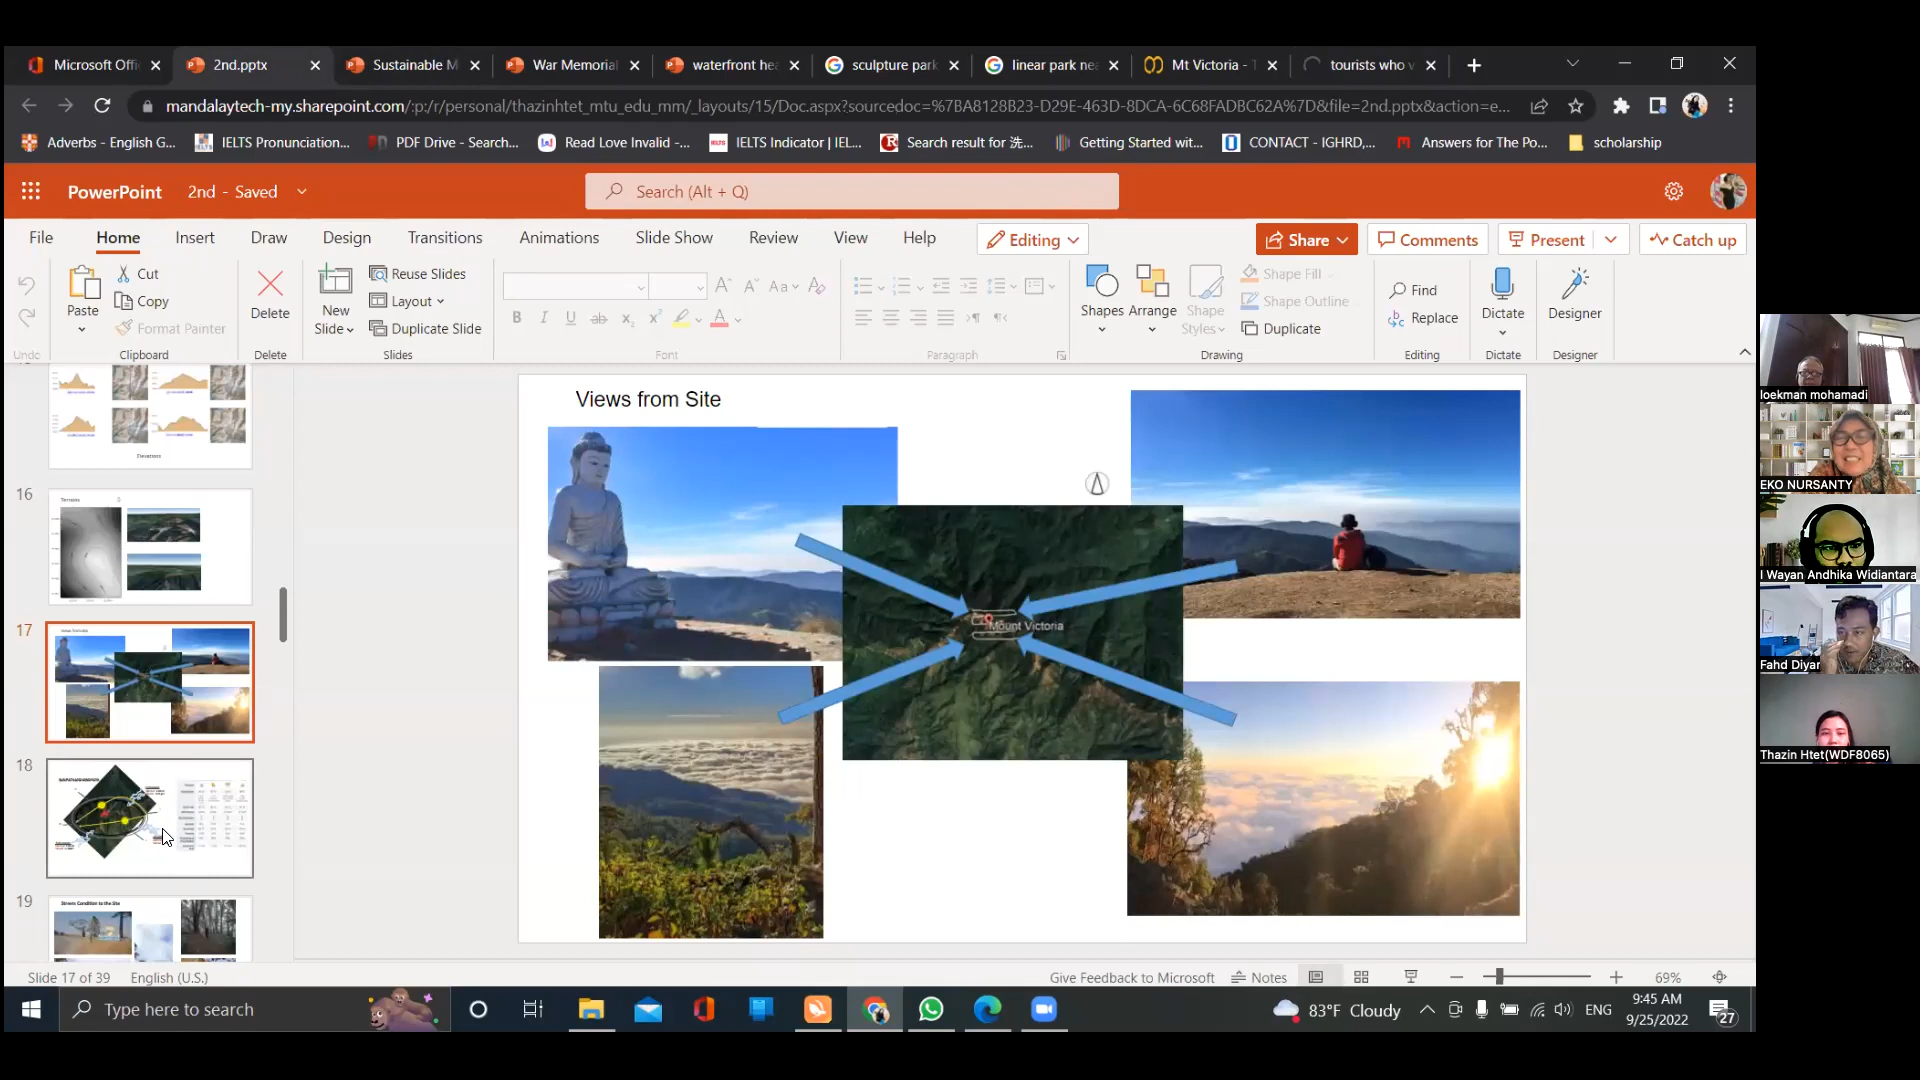 Microsoft Offi
2nd.pptx
Sustainable M
War Memorial
waterfront he
sculpture park
linear park ne
Mt Victoria - T
tourists who v
mandalaytech-my.sharepoint.com/:p:/r/personal/thazinhtet_mtu_edu_mm/_layouts/15/Doc.aspx?sourcedoc=%7BA8128B23-D29E-463D-8DCA-6C68FADBC62A%7D&file=2nd.pptx&action=e...
Adverbs - English G...
IELTS Pronunciation...
PDF Drive - Search...
Read Love Invalid -...
IELTS Indicator | IEL...
Search result for 洗...
Getting Started wit...
CONTACT - IGHRD,...
Answers for The Po...
scholarship
PowerPoint
2nd - Saved
Search (Alt + Q)
File
Home
Insert
Draw
Design
Transitions
Animations
Slide Show
Review
View
Help
Editing
Share
Comments
Present
Catch up
Paste
Cut
Copy
Format Painter
Delete
New Slide
Reuse Slides
Layout
Duplicate Slide
Shapes
Arrange
Shape Styles
Shape Fill
Shape Outline
Duplicate
Find
Replace
Dictate
Designer
Undo
Clipboard
Delete
Slides
Font
Paragraph
Drawing
Editing
Dictate
Designer
Elevations
16
Terrains
17
18
19
Streets Condition to the Site
Views from Site
Mount Victoria
loekman mohamadi
EKO NURSANTY
I Wayan Andhika Widiantara
Fahd Diyar
Thazin Htet(WDF8065)
Slide 17 of 39
English (U.S.)
Give Feedback to Microsoft
Notes
69%
Type here to search
83°F Cloudy
ENG
9:45 AM
9/25/2022
27